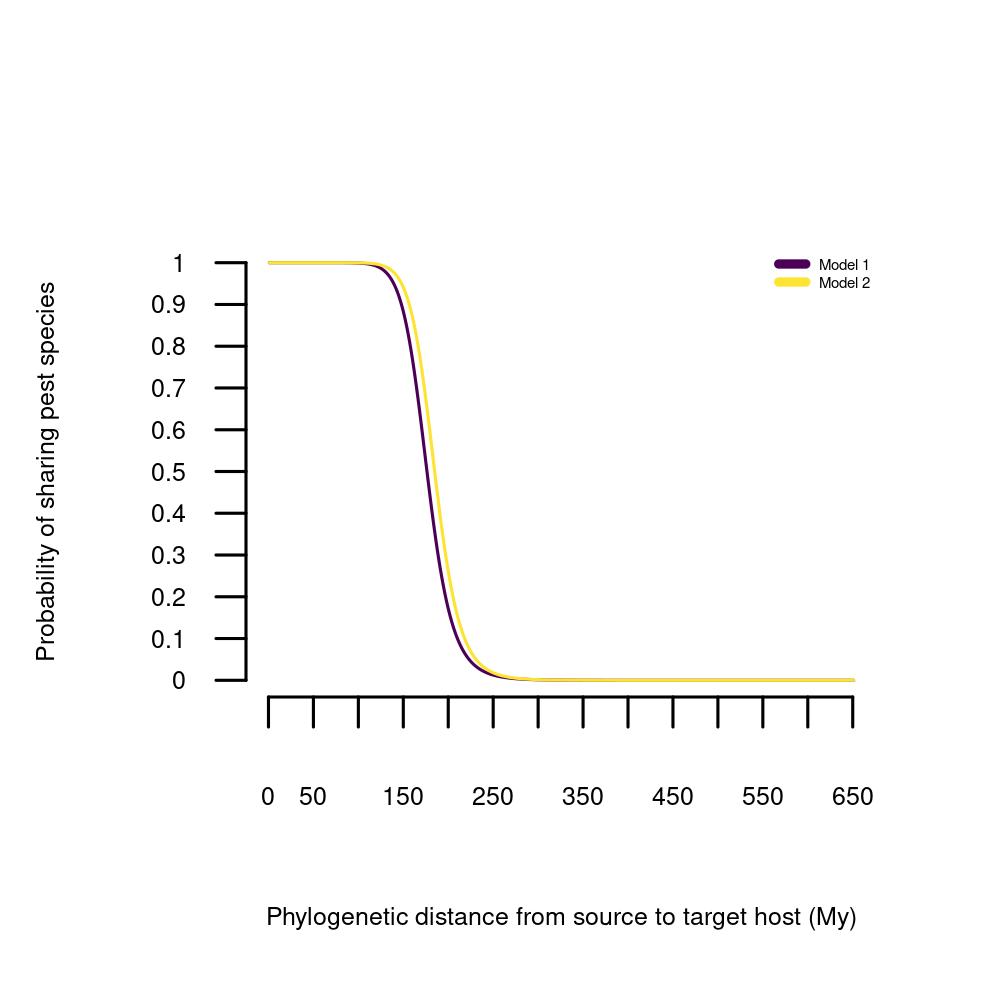 Probability of sharing pest species
1
0.9
0.8
0.7
0.6
0.5
0.4
0.3
0.2
0.1
0
Model 1
Model 2
0 50 150 250 350 450 550 650
Phylogenetic distance from source to target host (My)